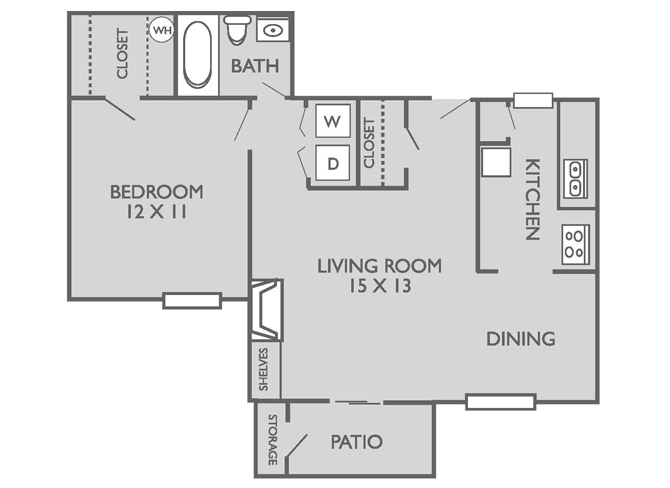 CLOSET
WH
BATH
W
D
CLOSET
KITCHEN
BEDROOM
12 X 11
LIVING ROOM
15 X 13
DINING
SHELVES
STORAGE
PATIO